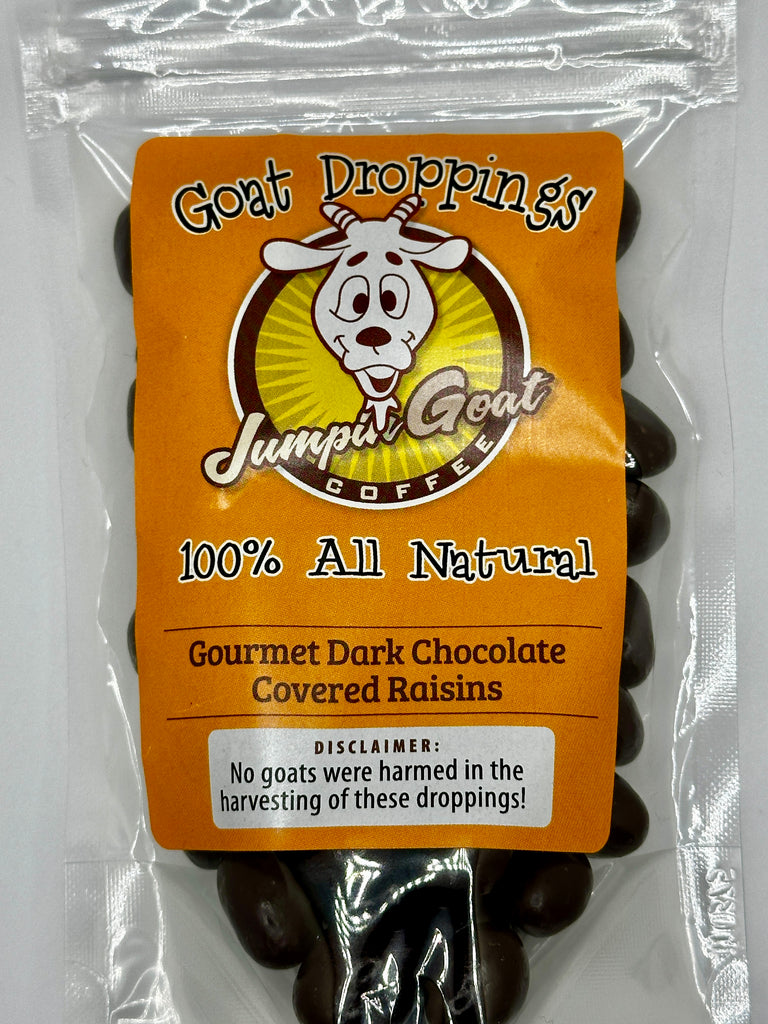 Goat Droppings
Jumpin' Goat
COFFEE
100% All Natural
Gourmet Dark Chocolate
Covered Raisins
DISCLAIMER:
No goats were harmed in the
harvesting of these droppings!